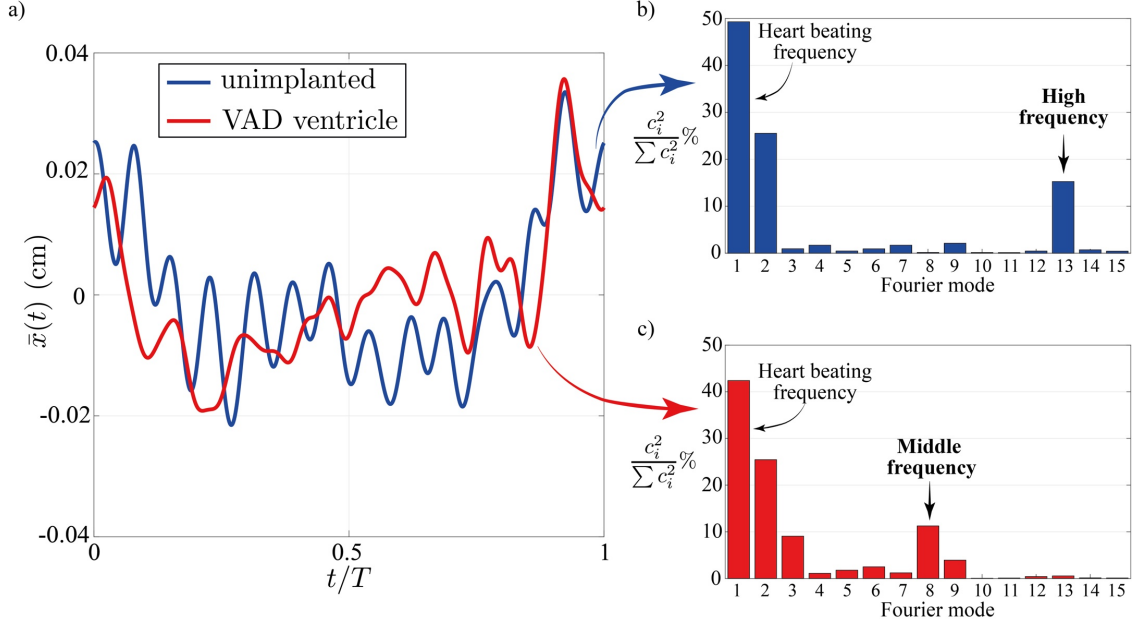 a)
0.04
0.02
0
-0.02
-0.04
x̄(t) (cm)
unimplanted
VAD ventricle
0
0.5
1
t/T
b)
50
40
30
20
10
0
c_i^2 / ∑ c_i^2 %
Heart beating
frequency
High
frequency
1 2 3 4 5 6 7 8 9 10 11 12 13 14 15
Fourier mode
c)
50
40
30
20
10
0
c_i^2 / ∑ c_i^2 %
Heart beating
frequency
Middle
frequency
1 2 3 4 5 6 7 8 9 10 11 12 13 14 15
Fourier mode